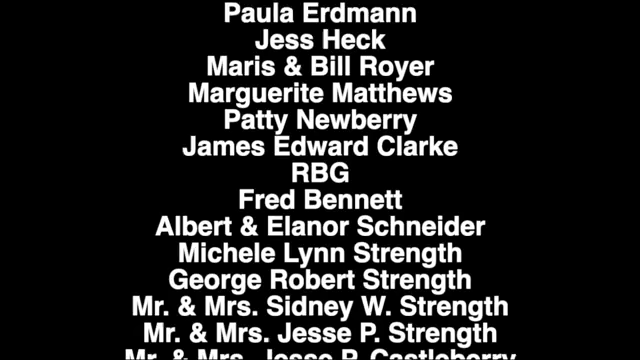 Paula Erdmann
Jess Heck
Maris & Bill Royer
Marguerite Matthews
Patty Newberry
James Edward Clarke
RBG
Fred Bennett
Albert & Elanor Schneider
Michele Lynn Strength
George Robert Strength
Mr. & Mrs. Sidney W. Strength
Mr. & Mrs. Jesse P. Strength
Mr. & Mrs. Jesse P. Castleberry